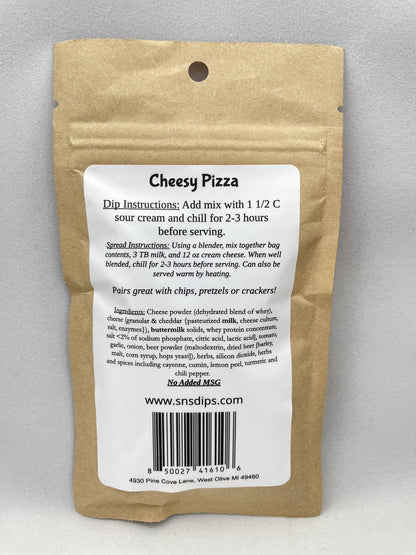 Cheesy Pizza
Dip Instructions: Add mix with 1 1/2 C
sour cream and chill for 2-3 hours
before serving.
Spread Instructions: Using a blender, mix together bag
contents, 3 TB milk, and 12 oz cream cheese. When well
blended, chill for 2-3 hours before serving. Can also be
served warm by heating.
Pairs great with chips, pretzels or crackers!
Ingredients: Cheese powder (dehydrated blend of whey),
cheese (granular & cheddar {pasteurized milk, cheese culture,
salt, enzymes}), buttermilk solids, whey protein concentrate,
salt <2% of sodium phosphate, citric acid, lactic acid], tomato,
garlic, onion, beer powder (maltodextrin, dried beer {barley,
malt, corn syrup, hops yeast}), herbs, silicon dioxide, herbs
and spices including cayenne, cumin, lemon peel, turmeric and
chili pepper.
No Added MSG
www.snsdips.com
8 50027 41610 6
4930 Pine Cove Lane, West Olive MI 49460